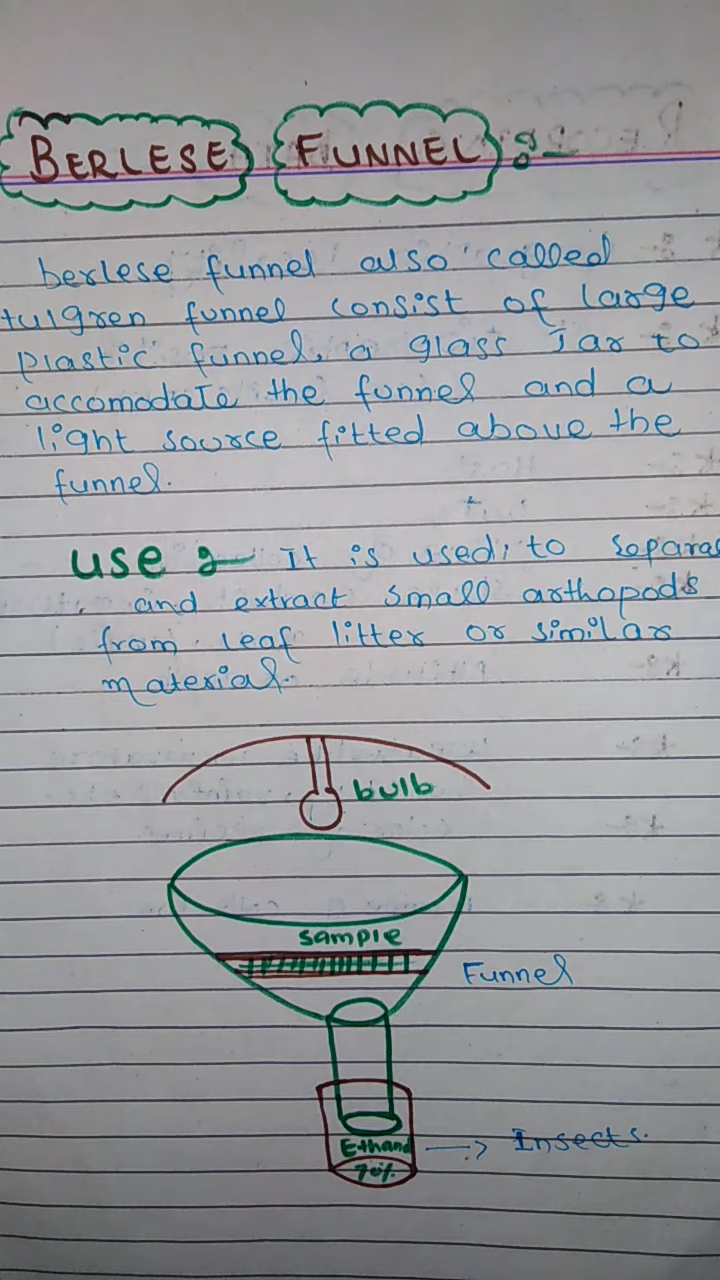 BERLESE FUNNEL :-
berlese funnel also called
tulgren funnel consist of large
plastic funnel, a glass Jar to
accomodate the funnel and a
light source fitted above the
funnel.
use :- It is used, to separa
and extract small arthopods
from leaf litter or similar
material.
bulb
sample
Funnel
Ethanol → Insects.
70%